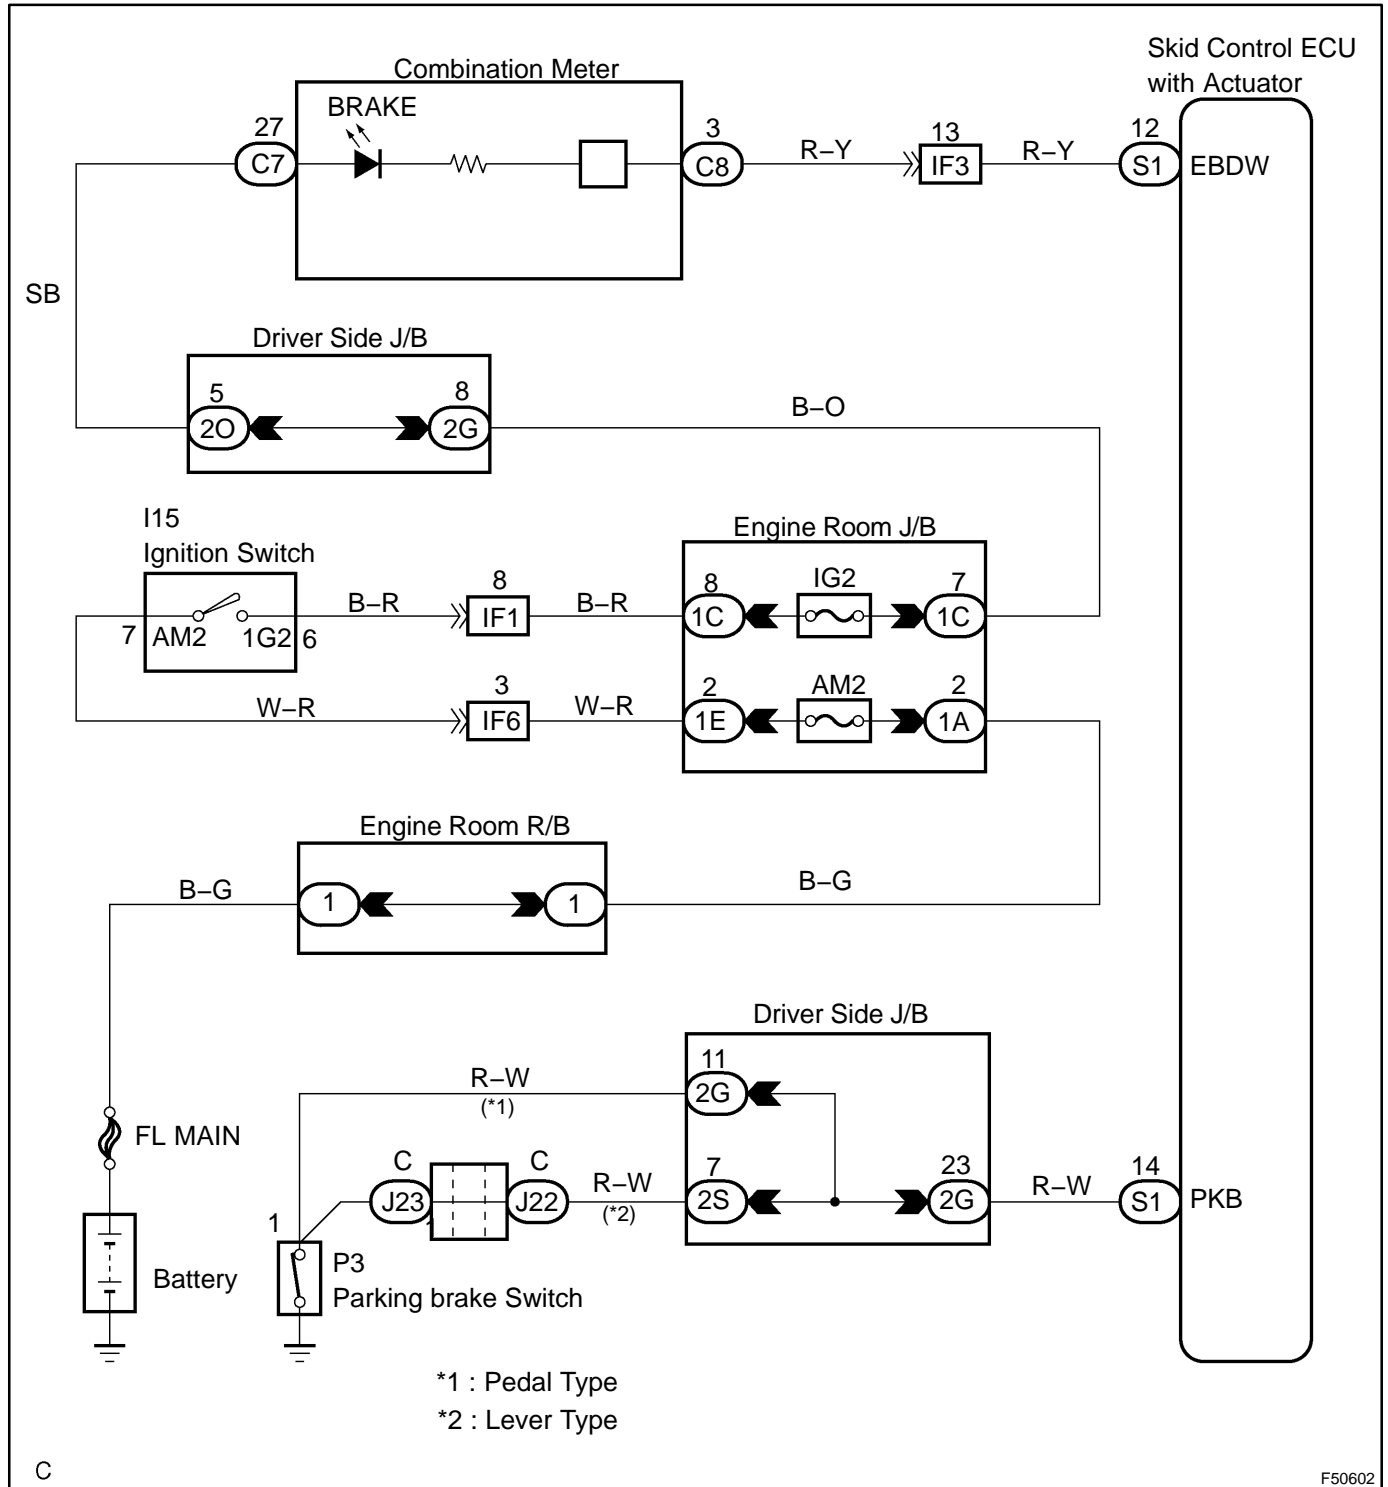 Skid Control ECU
with Actuator
Combination Meter
BRAKE
27
C7
3
C8
R–Y
13
IF3
R–Y
12
S1
EBDW
SB
Driver Side J/B
5
2O
8
2G
B–O
I15
Ignition Switch
7
AM2
1G2
6
B–R
8
IF1
B–R
Engine Room J/B
8
1C
IG2
7
1C
W–R
3
IF6
W–R
2
1E
AM2
2
1A
Engine Room R/B
B–G
1
1
B–G
Driver Side J/B
R–W
(*1)
11
2G
FL MAIN
C
J23
C
J22
R–W
(*2)
7
2S
23
2G
R–W
14
S1
PKB
1
P3
Parking brake Switch
Battery
*1 : Pedal Type
*2 : Lever Type
C
F50602